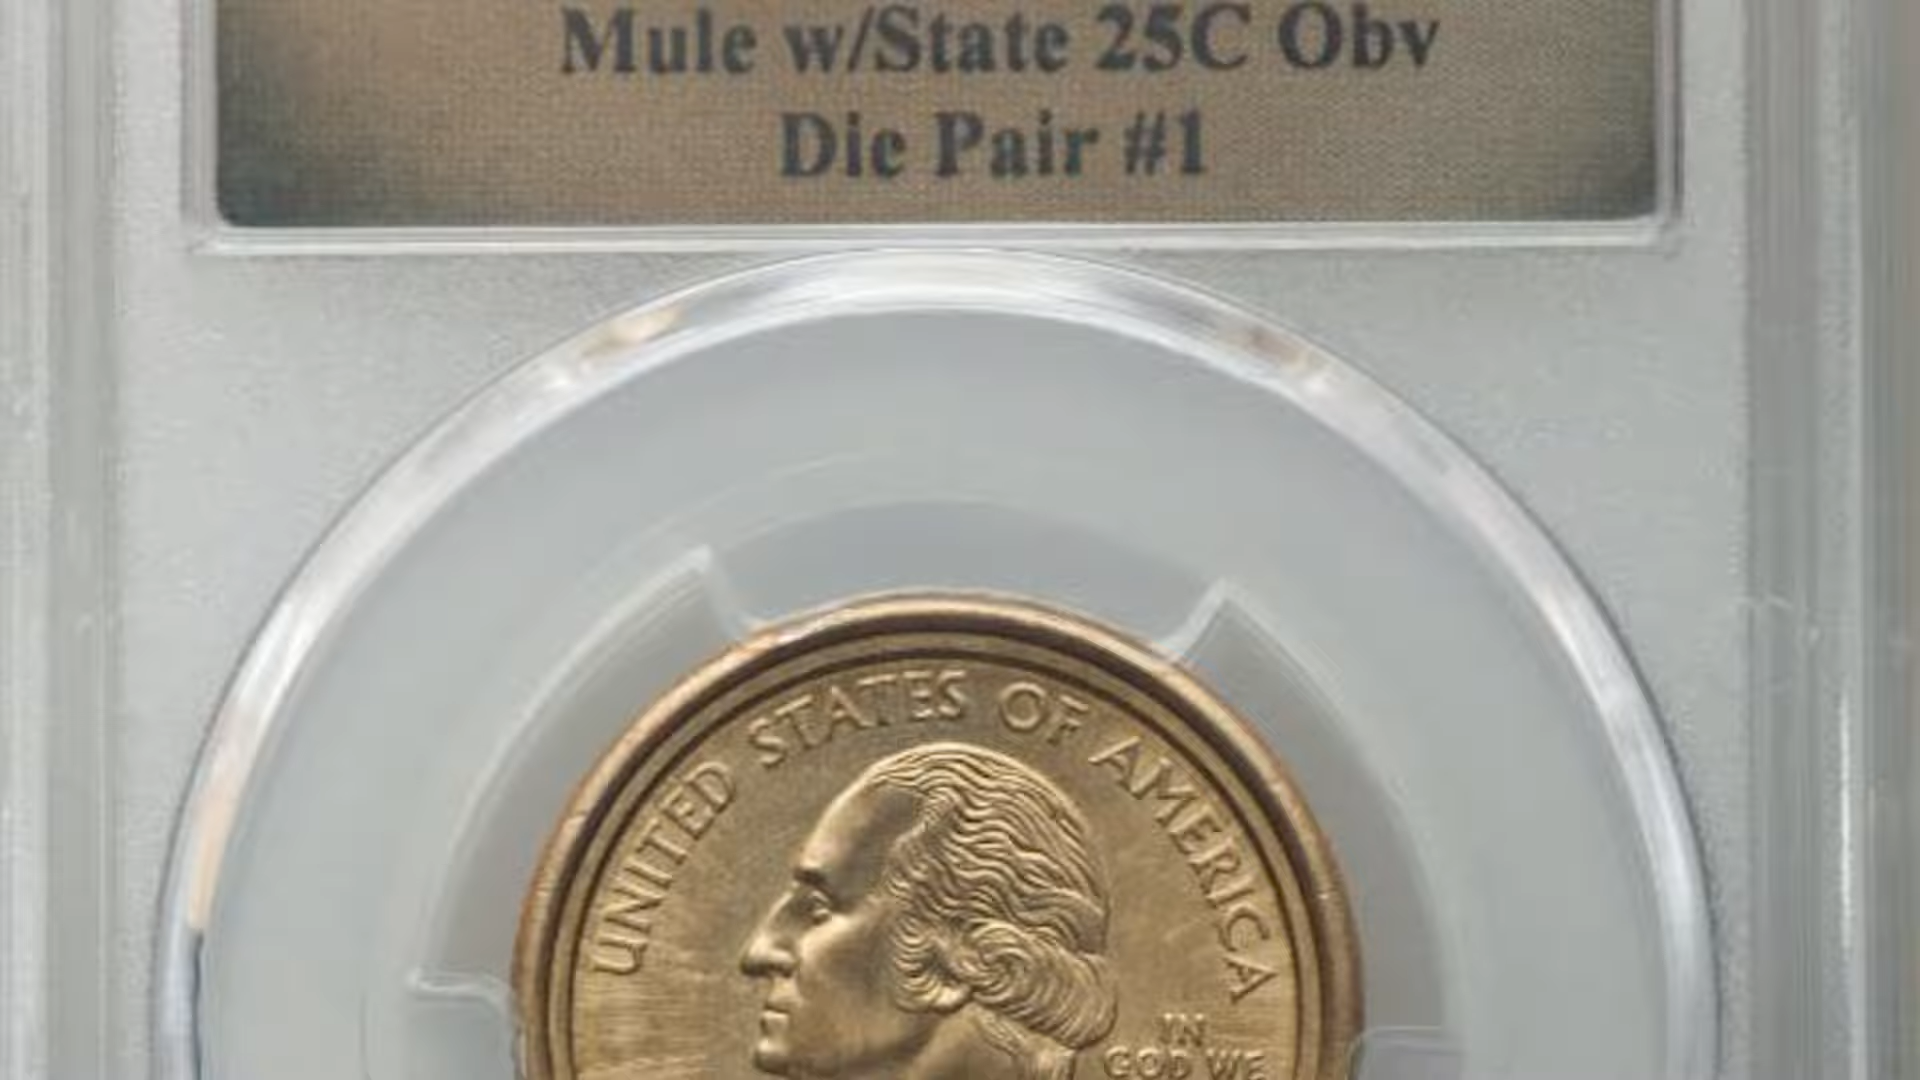 Mule w/State 25C Obv
Die Pair #1
UNITED STATES OF AMERICA
IN
GOD WE